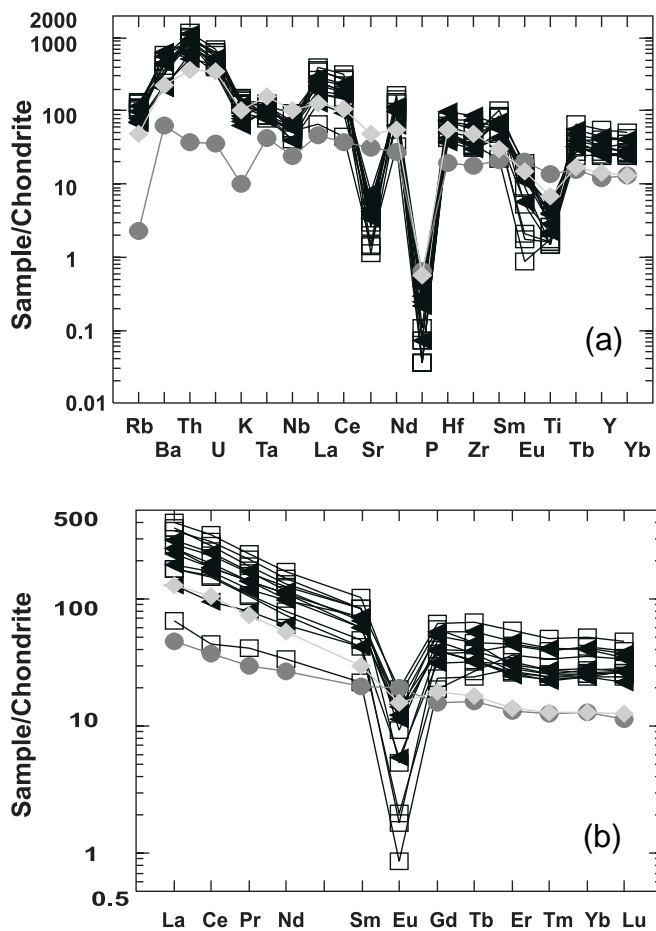 2000
1000
100
10
1
0.1
0.01
Sample/Chondrite
(a)
Rb Th K Nb Ce Nd Hf Sm Ti Y
Ba U Ta La Sr P Zr Eu Tb Yb
500
100
10
1
0.5
Sample/Chondrite
(b)
La Ce Pr Nd Sm Eu Gd Tb Er Tm Yb Lu